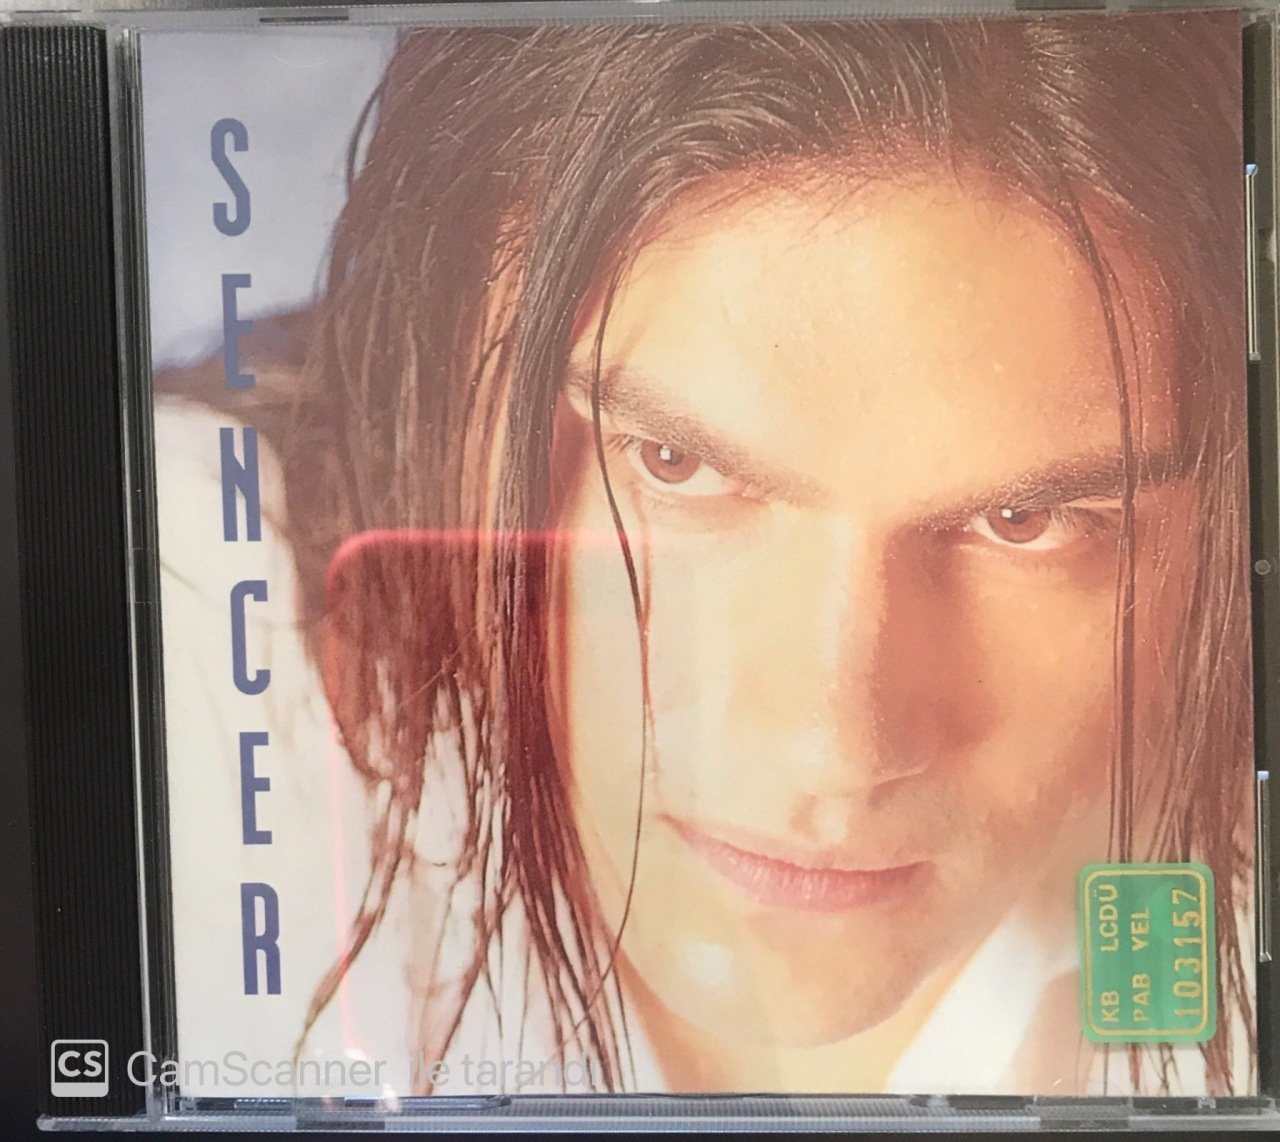 SENCER
KB LCDÜ
PAB YEL
103157
CS CamScanner ile tarandı